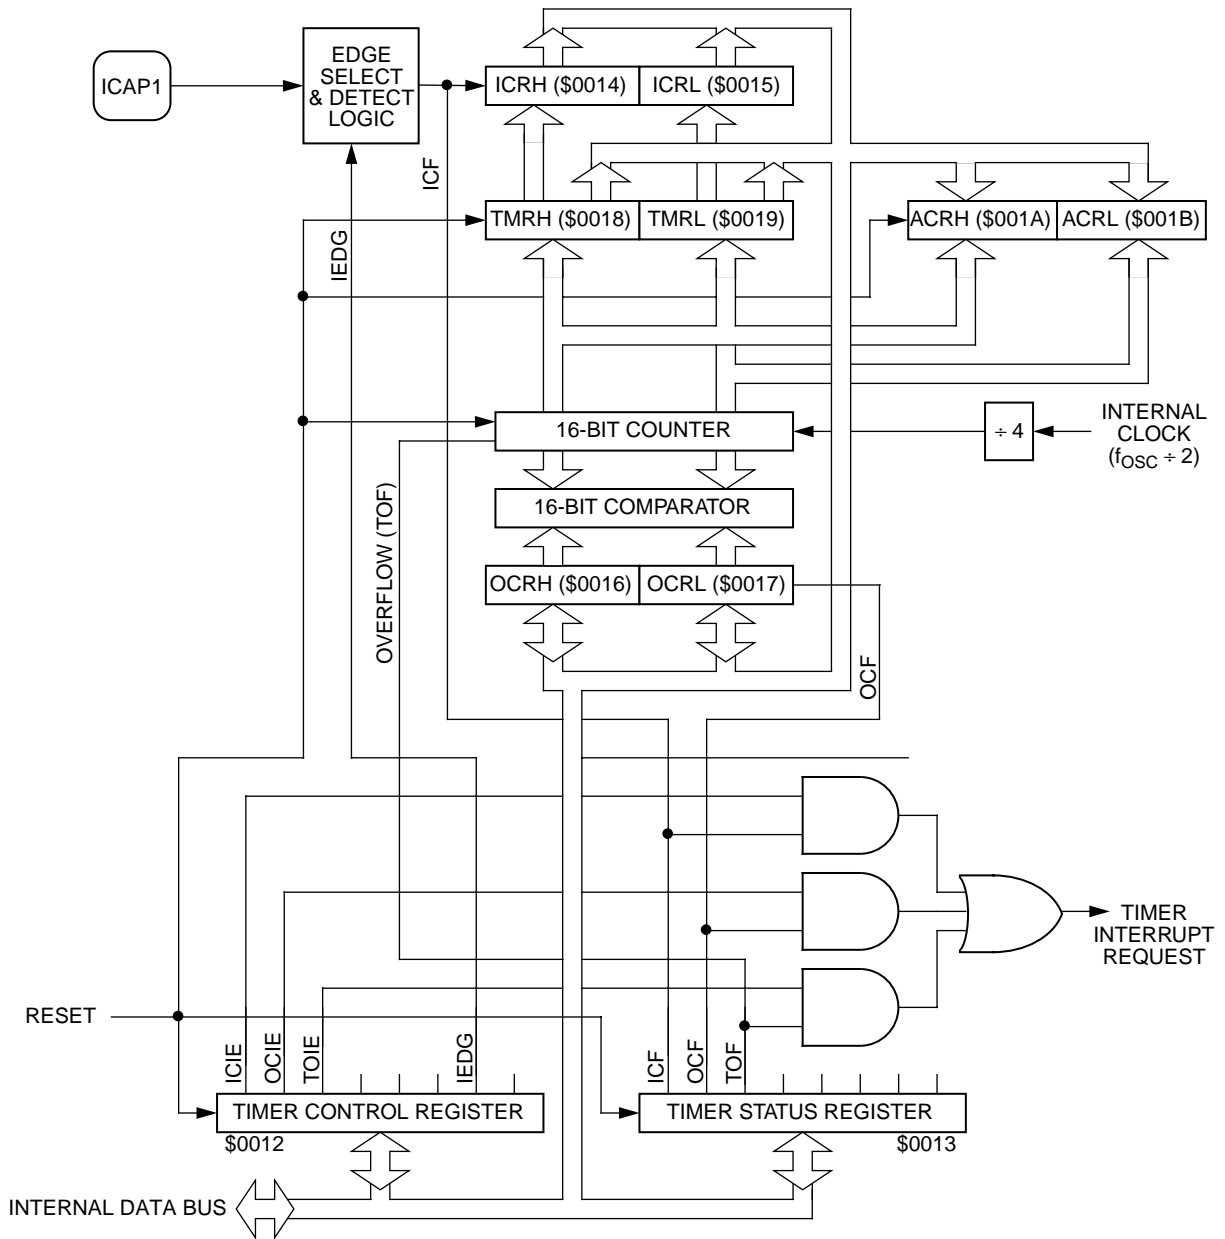 ICAP1
EDGE
SELECT
& DETECT
LOGIC
ICRH ($0014)
ICRL ($0015)
ICF
IEDG
TMRH ($0018)
TMRL ($0019)
ACRH ($001A)
ACRL ($001B)
16-BIT COUNTER
÷ 4
INTERNAL
CLOCK
(fOSC ÷ 2)
OVERFLOW (TOF)
16-BIT COMPARATOR
OCRH ($0016)
OCRL ($0017)
OCF
TIMER
INTERRUPT
REQUEST
RESET
ICIE
OCIE
TOIE
IEDG
ICF
OCF
TOF
TIMER CONTROL REGISTER
$0012
TIMER STATUS REGISTER
$0013
INTERNAL DATA BUS